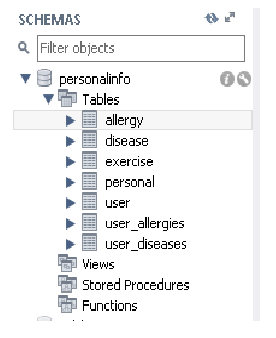 SCHEMAS
Filter objects
personalinfo
Tables
allergy
disease
exercise
personal
user
user_allergies
user_diseases
Views
Stored Procedures
Functions